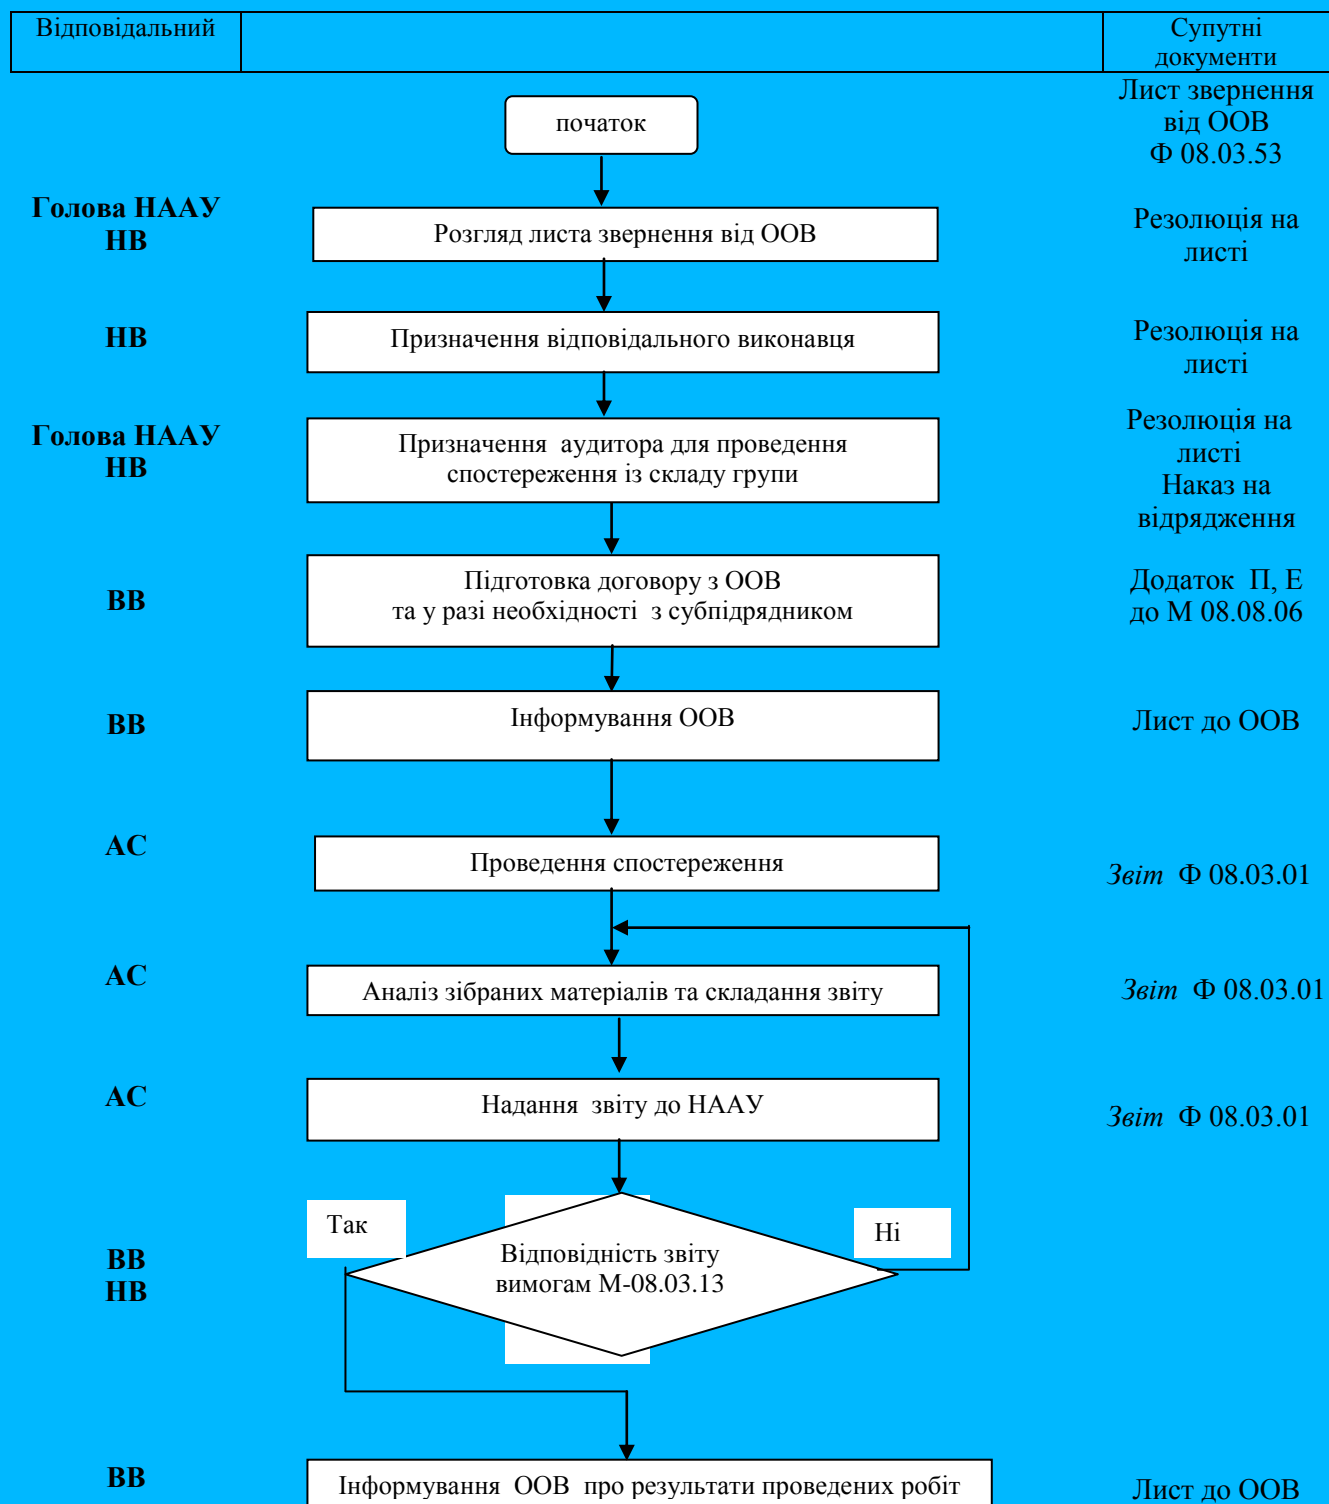 Відповідальний
Супутні
документи
початок
Лист звернення
від ООВ
Ф 08.03.53
Голова НААУ
НВ
Розгляд листа звернення від ООВ
Резолюція на
листі
НВ
Призначення відповідального виконавця
Резолюція на
листі
Голова НААУ
НВ
Призначення аудитора для проведення
спостереження із складу групи
Резолюція на
листі
Наказ на
відрядження
ВВ
Підготовка договору з ООВ
та у разі необхідності з субпідрядником
Додаток П, Е
до М 08.08.06
ВВ
Інформування ООВ
Лист до ООВ
АС
Проведення спостереження
Звіт Ф 08.03.01
АС
Аналіз зібраних матеріалів та складання звіту
Звіт Ф 08.03.01
АС
Надання звіту до НААУ
Звіт Ф 08.03.01
Так
Ні
ВВ
НВ
Відповідність звіту
вимогам М-08.03.13
ВВ
Інформування ООВ про результати проведених робіт
Лист до ООВ